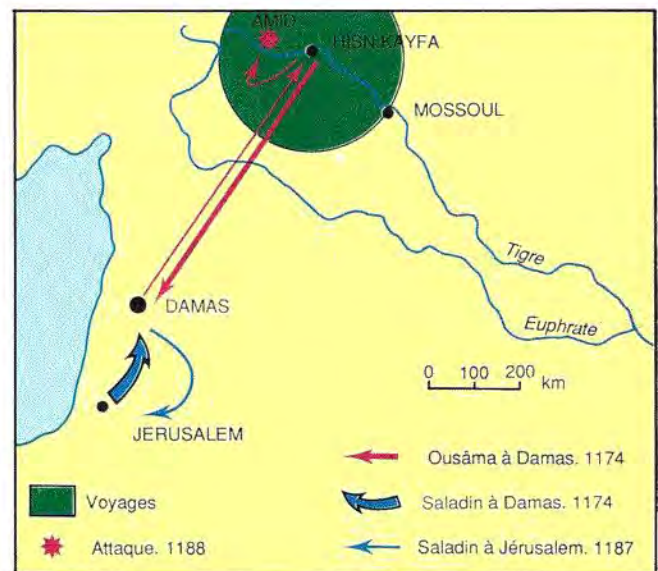 AMID
HISN KAYFA
MOSSOUL
Tigre
DAMAS
Euphrate
0 100 200
km
JERUSALEM
Ousâma à Damas. 1174
Voyages
Saladin à Damas. 1174
Attaque. 1188
Saladin à Jérusalem. 1187